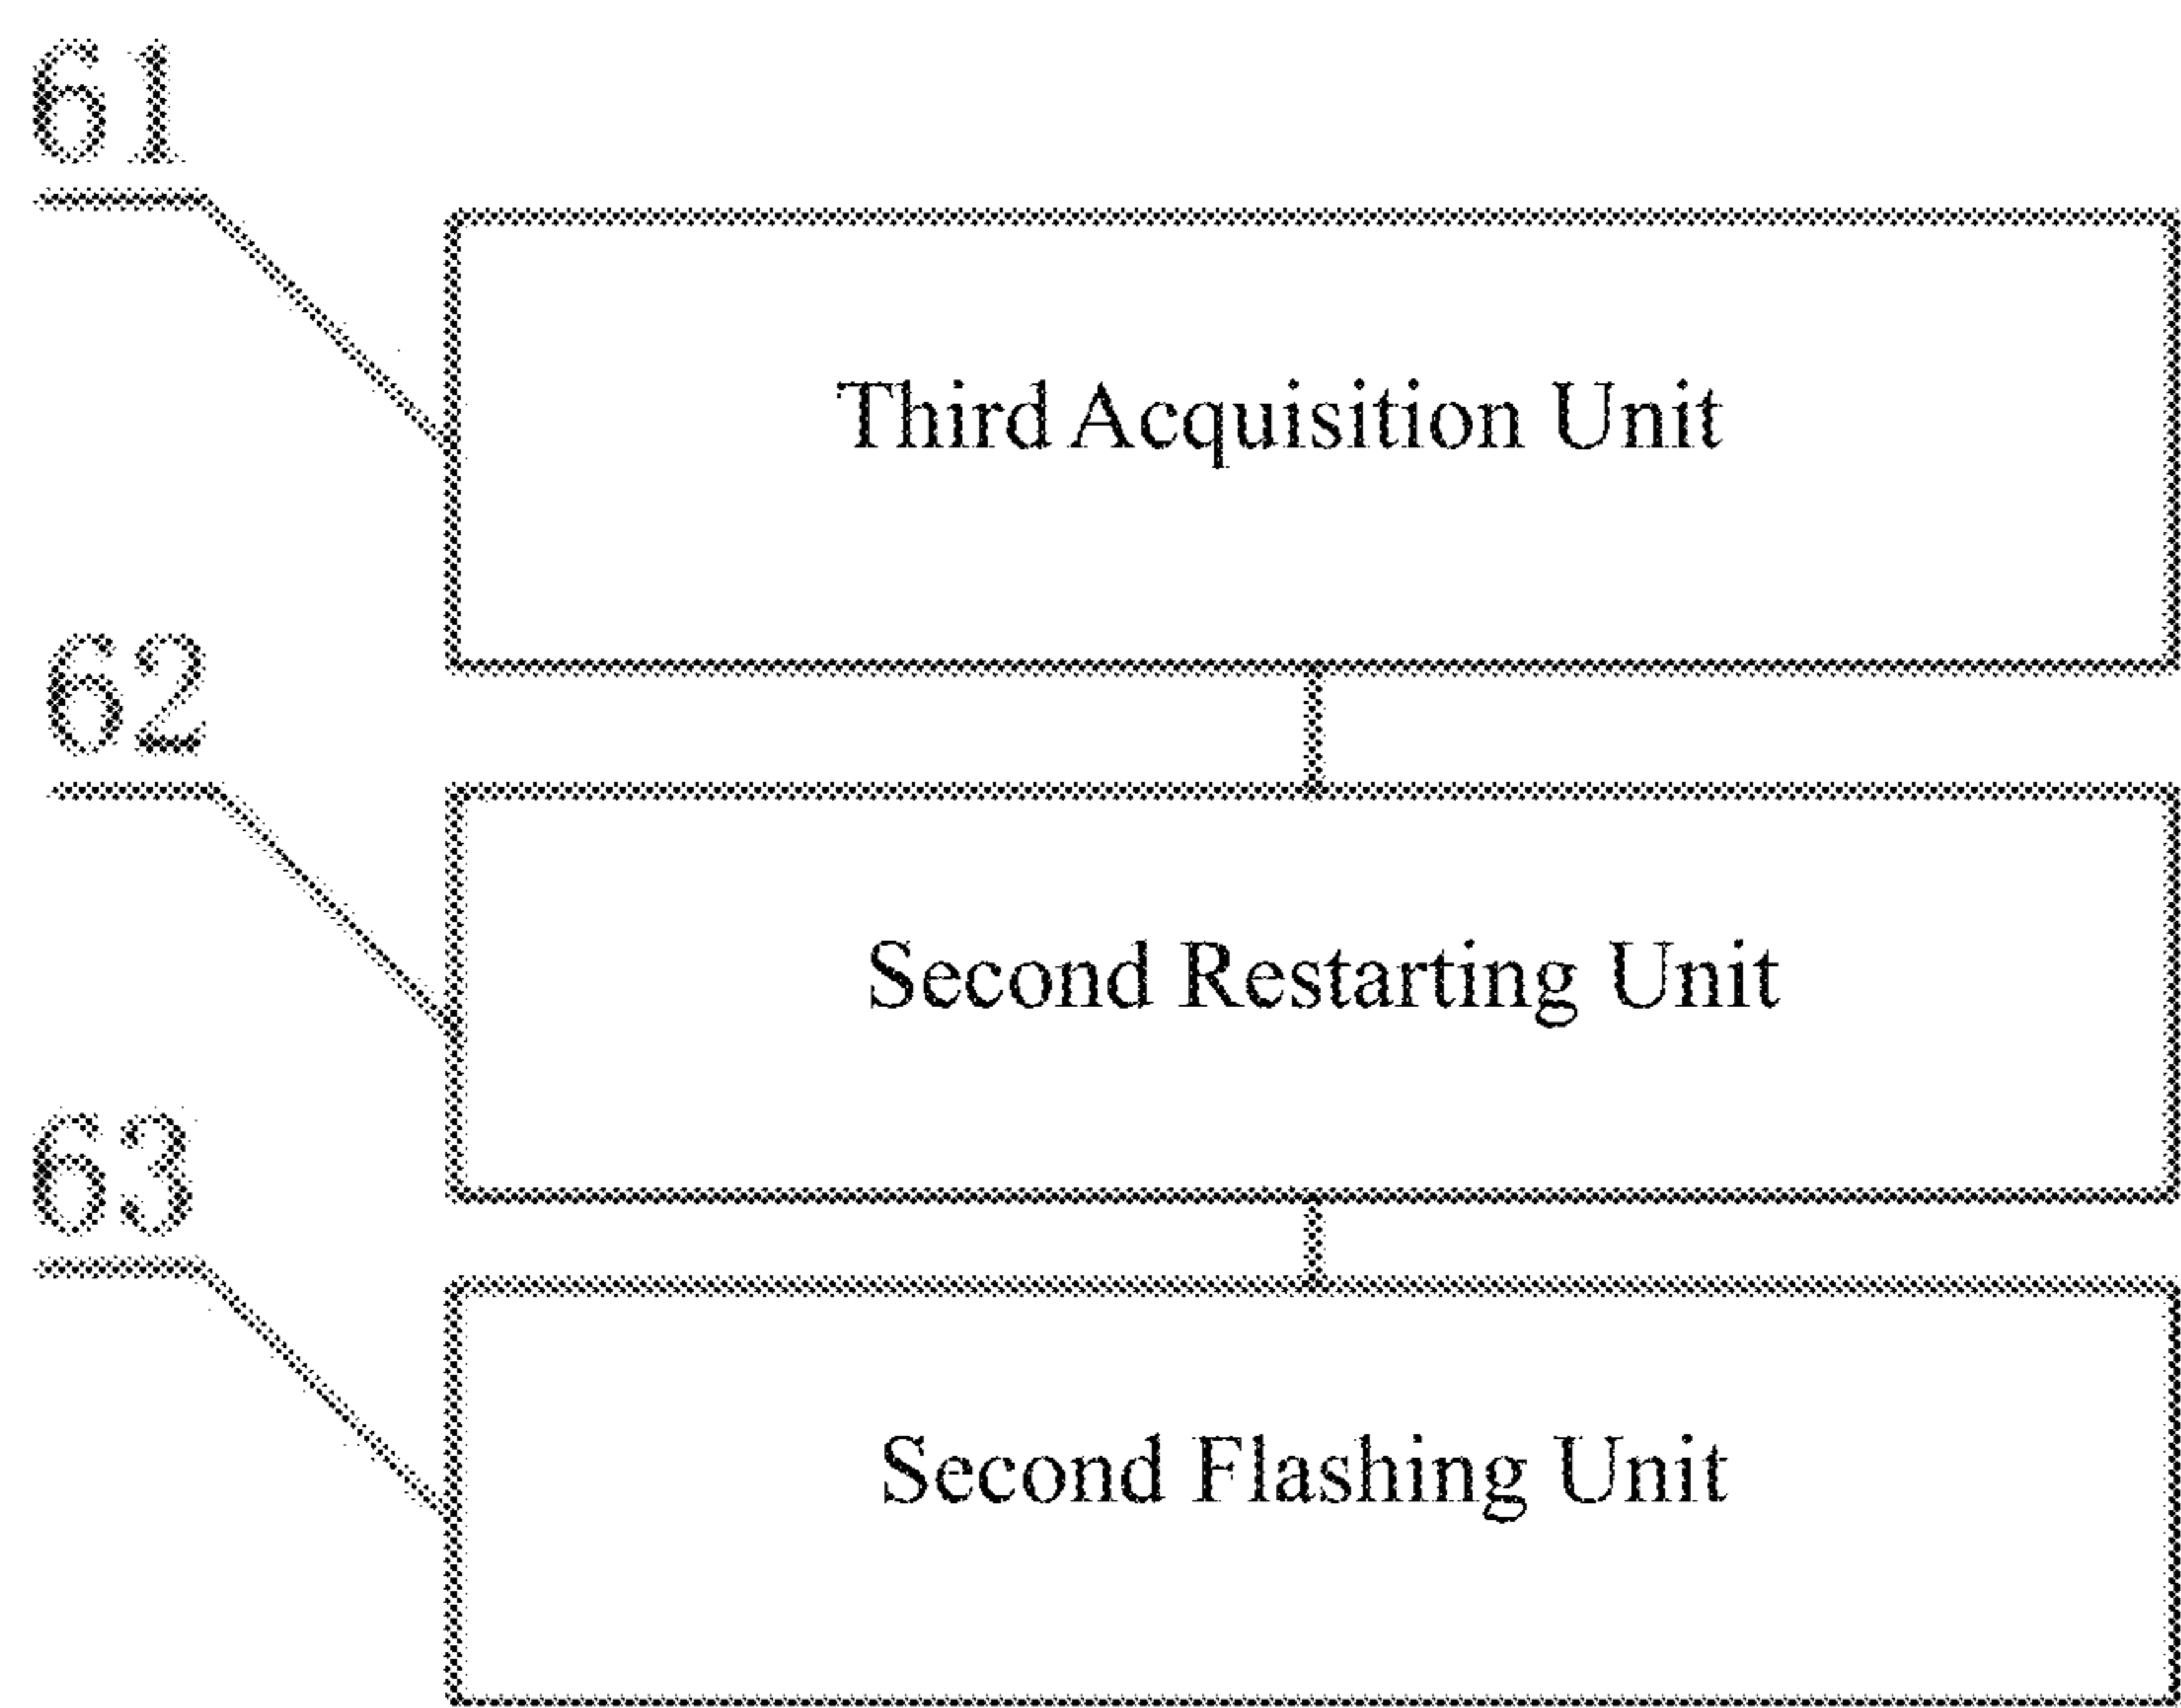 61
Third Acquisition Unit
62
Second Restarting Unit
63
Second Flashing Unit